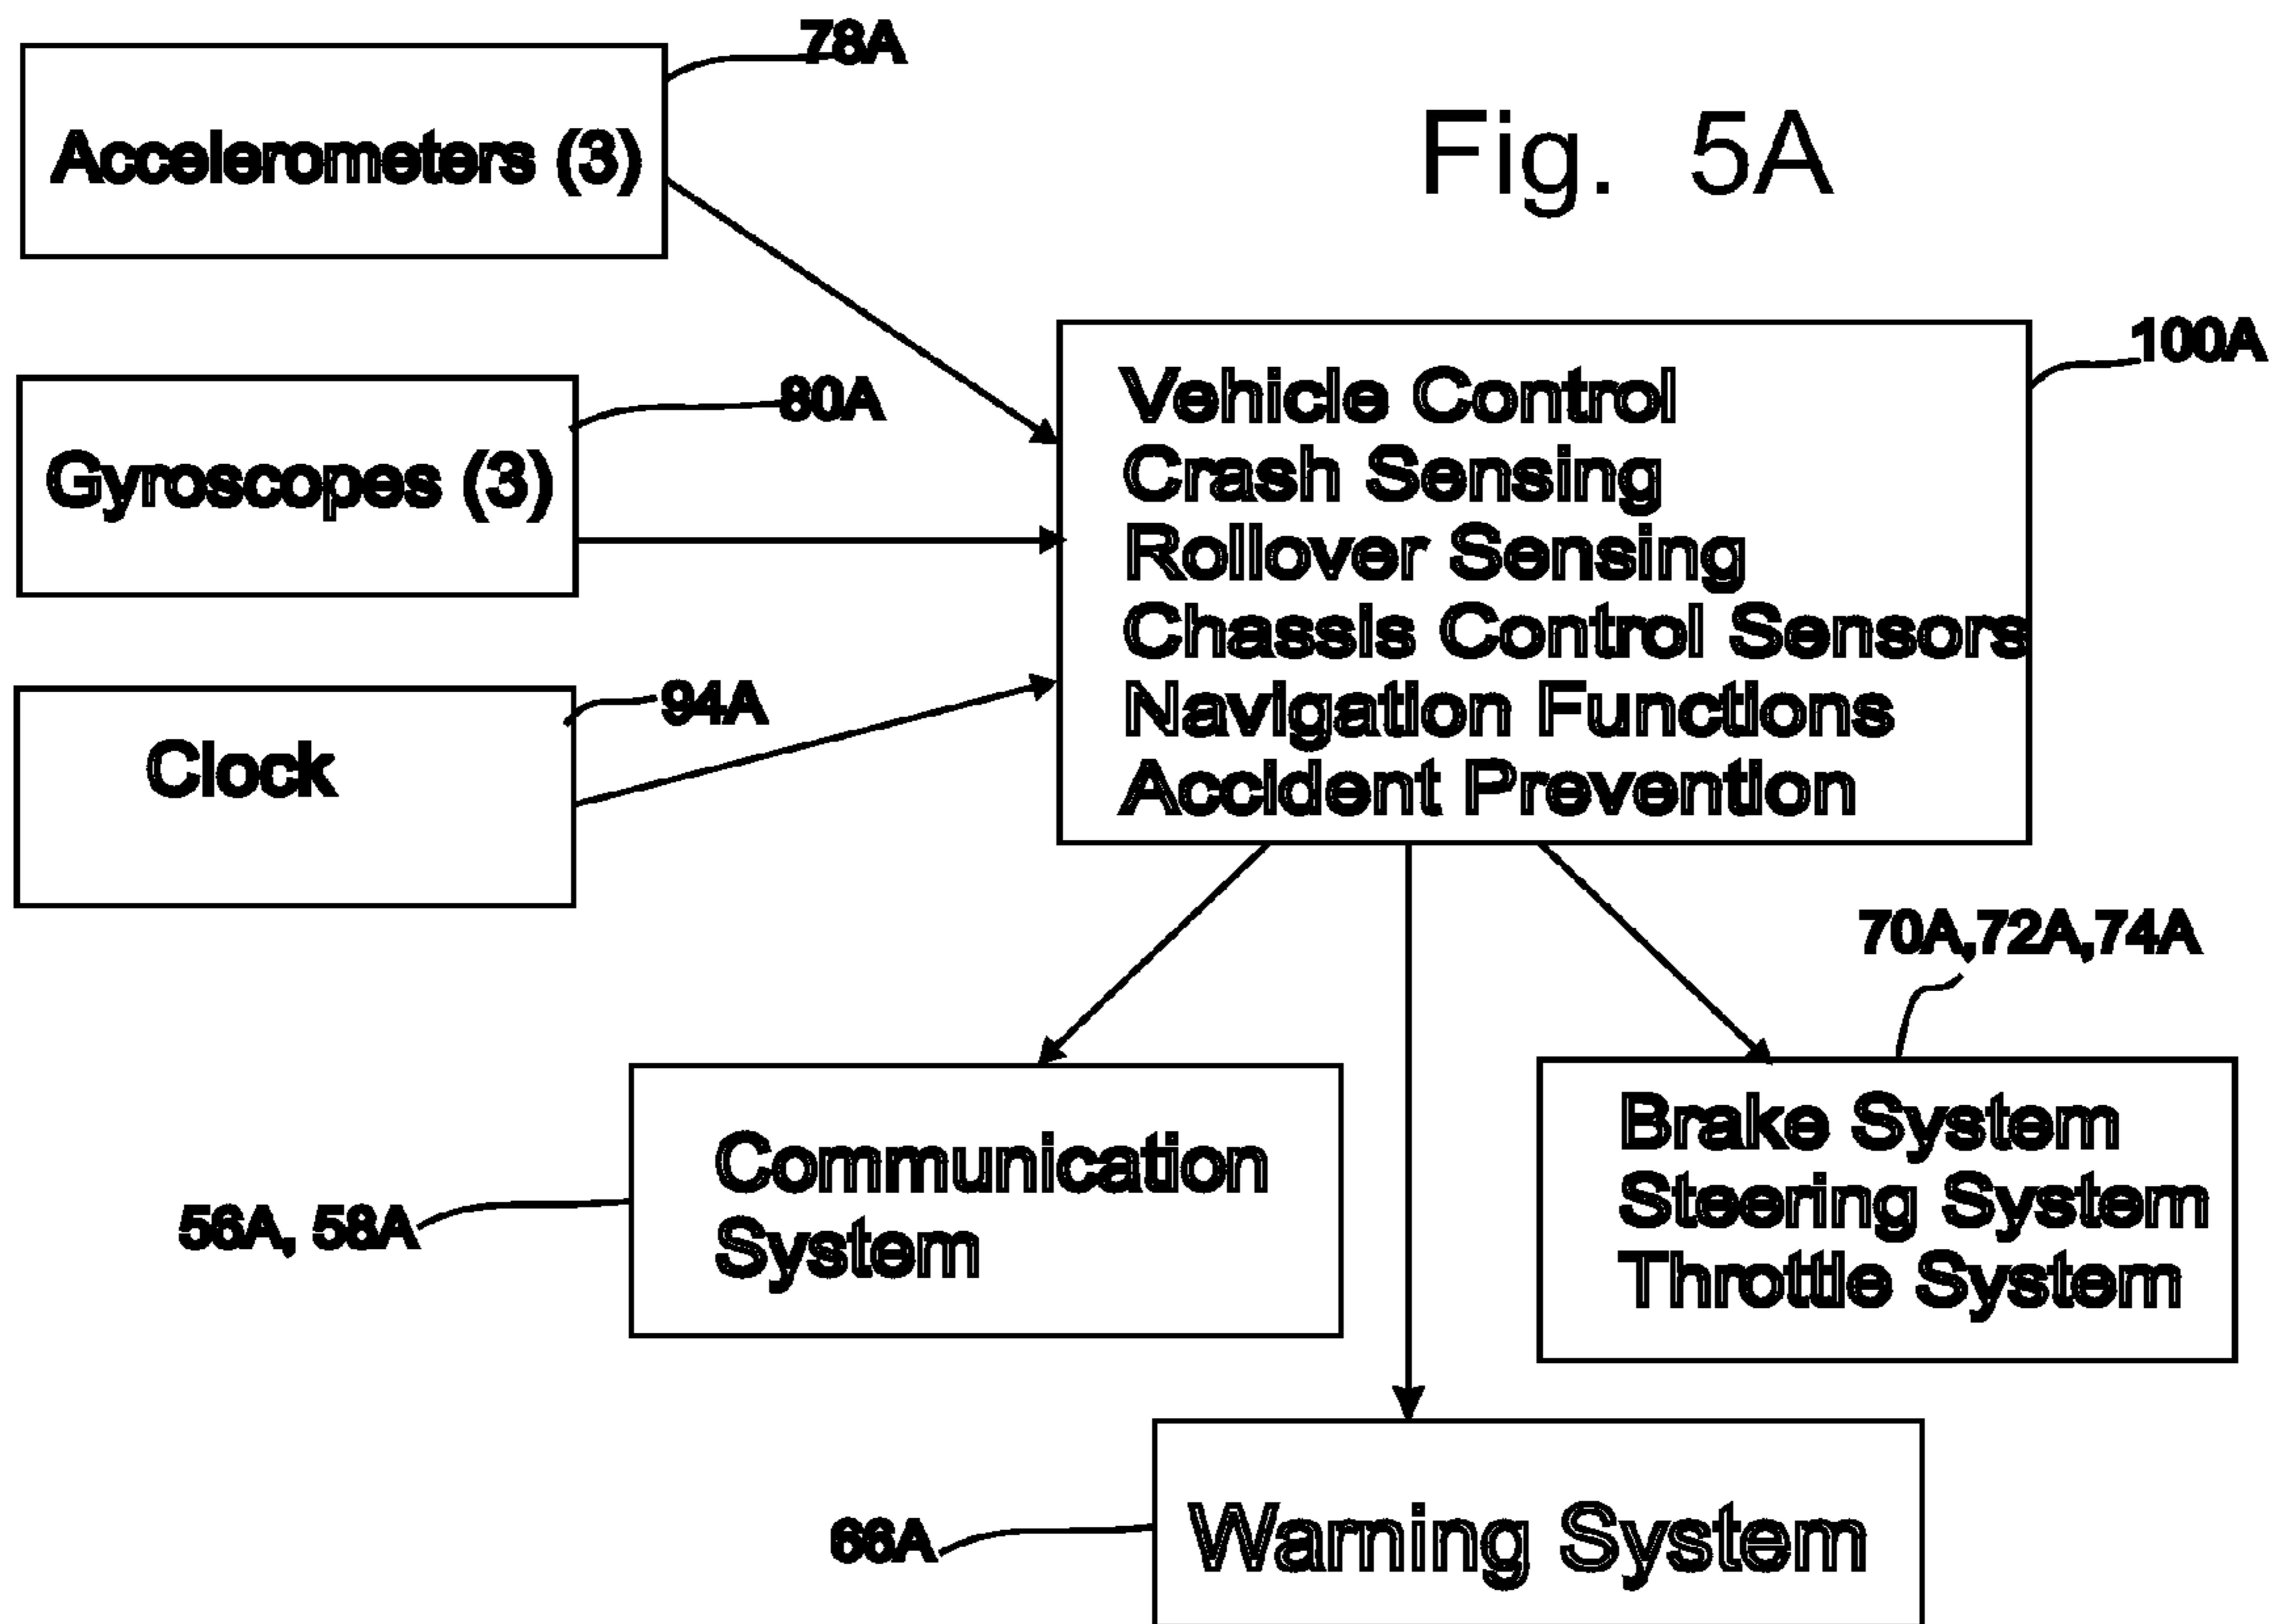 78A
Accelerometers (3)
Fig. 5A
100A
80A
Gyroscopes (3)
Vehicle Control
Crash Sensing
Rollover Sensing
Chassis Control Sensors
Navigation Functions
Accident Prevention
94A
Clock
70A,72A,74A
Communication
System
56A, 58A
Brake System
Steering System
Throttle System
66A
Warning System